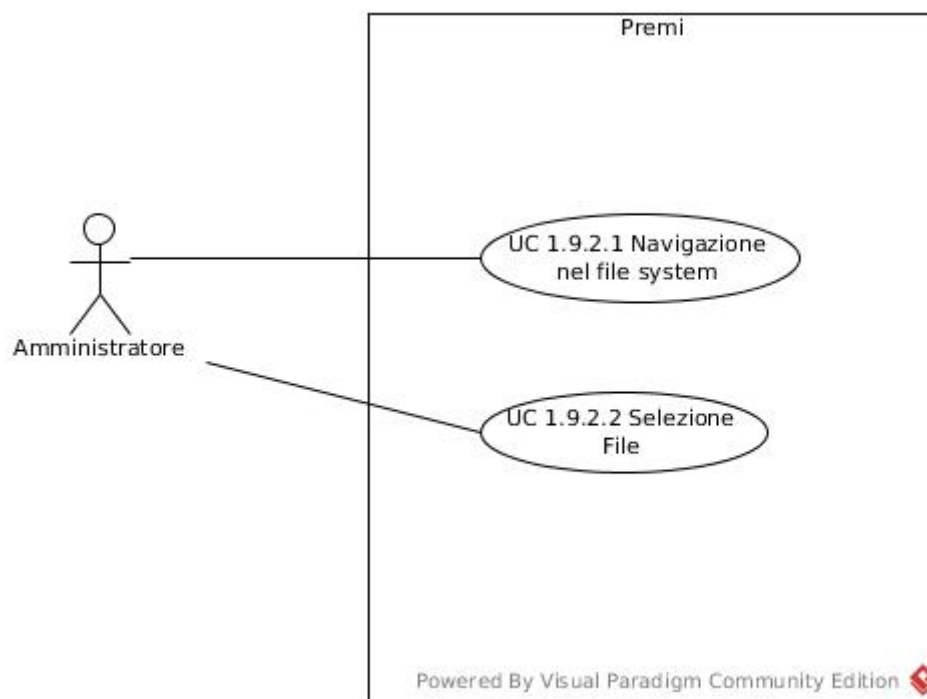 Premi
UC 1.9.2.1 Navigazione
nel file system
Amministratore
UC 1.9.2.2 Selezione
File
Powered By Visual Paradigm Community Edition